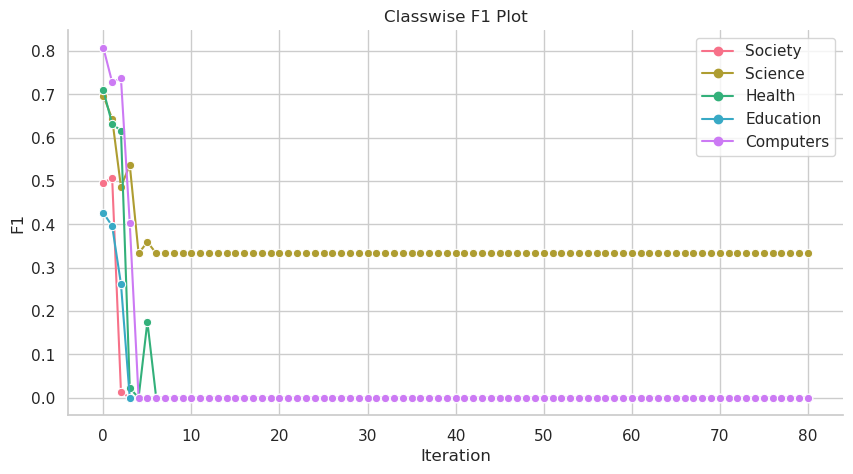 Classwise F1 Plot
Society
Science
Health
Education
Computers
F1
0.8
0.7
0.6
0.5
0.4
0.3
0.2
0.1
0.0
0 10 20 30 40 50 60 70 80
Iteration